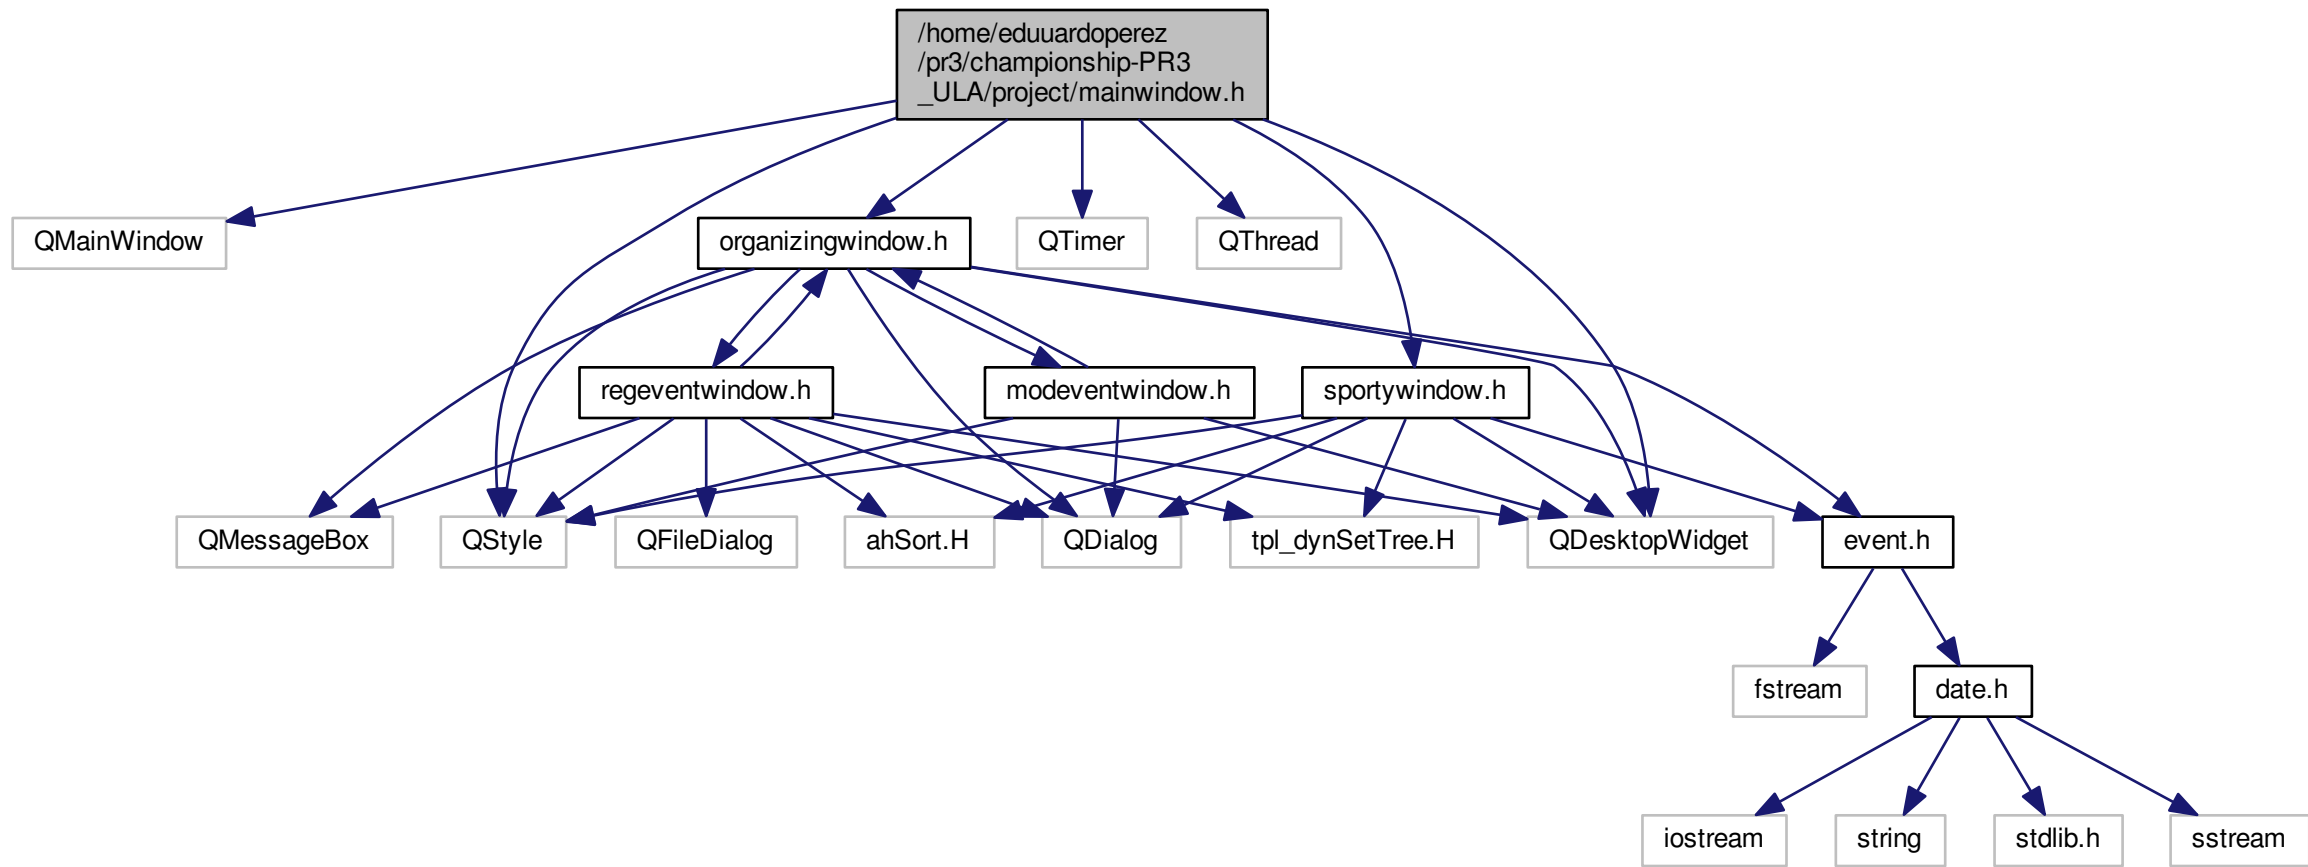 /home/eduuardoperez
/pr3/championship-PR3
_ULA/project/mainwindow.h
QMainWindow
organizingwindow.h
QTimer
QThread
regeventwindow.h
modeventwindow.h
sportywindow.h
QMessageBox
QStyle
QFileDialog
ahSort.H
QDialog
tpl_dynSetTree.H
QDesktopWidget
event.h
fstream
date.h
iostream
string
stdlib.h
sstream